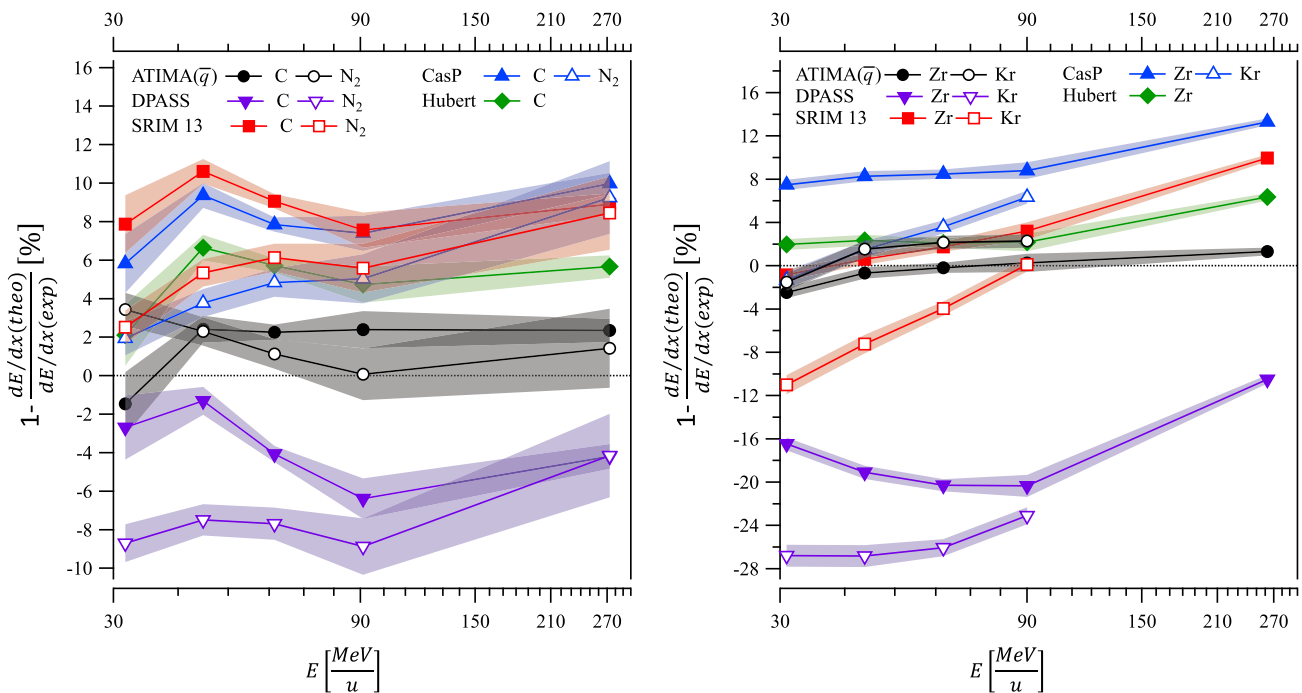 30 90 150 210 270
16
14
12
10
8
6
4
2
0
-2
-4
-6
-8
-10
ATIMA(q̅) C N₂ CasP C N₂
DPASS C N₂ Hubert C
SRIM 13 C N₂
1- dE/dx(theo) / dE/dx(exp) [%]
30 90 150 210 270
E [MeV/u]
30 90 150 210 270
16
12
8
4
0
-4
-8
-12
-16
-20
-24
-28
ATIMA(q̅) Zr Kr CasP Zr Kr
DPASS Zr Kr Hubert Zr
SRIM 13 Zr Kr
1- dE/dx(theo) / dE/dx(exp) [%]
30 90 150 210 270
E [MeV/u]